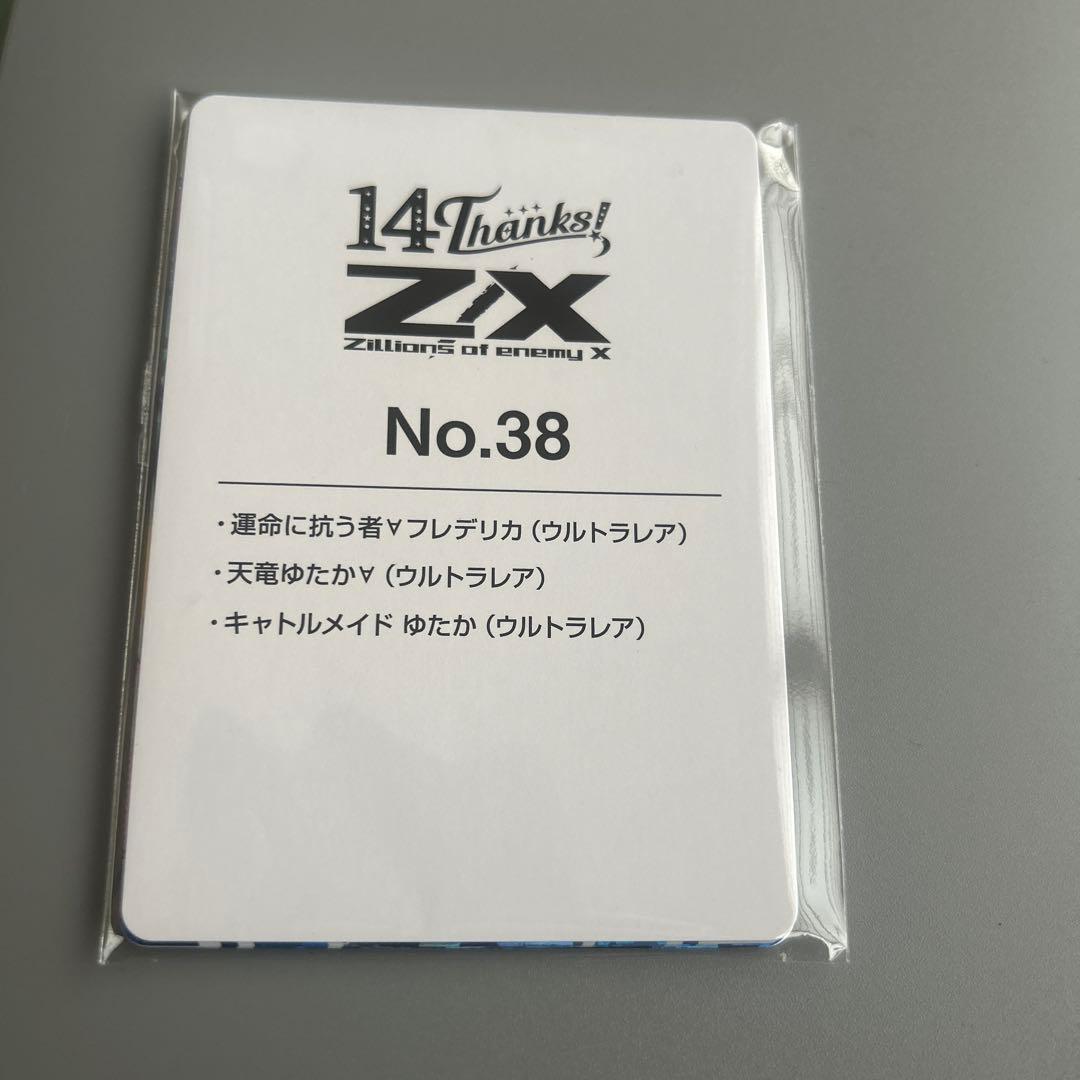 14 Thanks!
Z/X
Zillions of enemy X
No.38
・運命に抗う者∀フレデリカ（ウルトラレア）
・天竜ゆたか∀（ウルトラレア）
・キャトルメイド ゆたか（ウルトラレア）